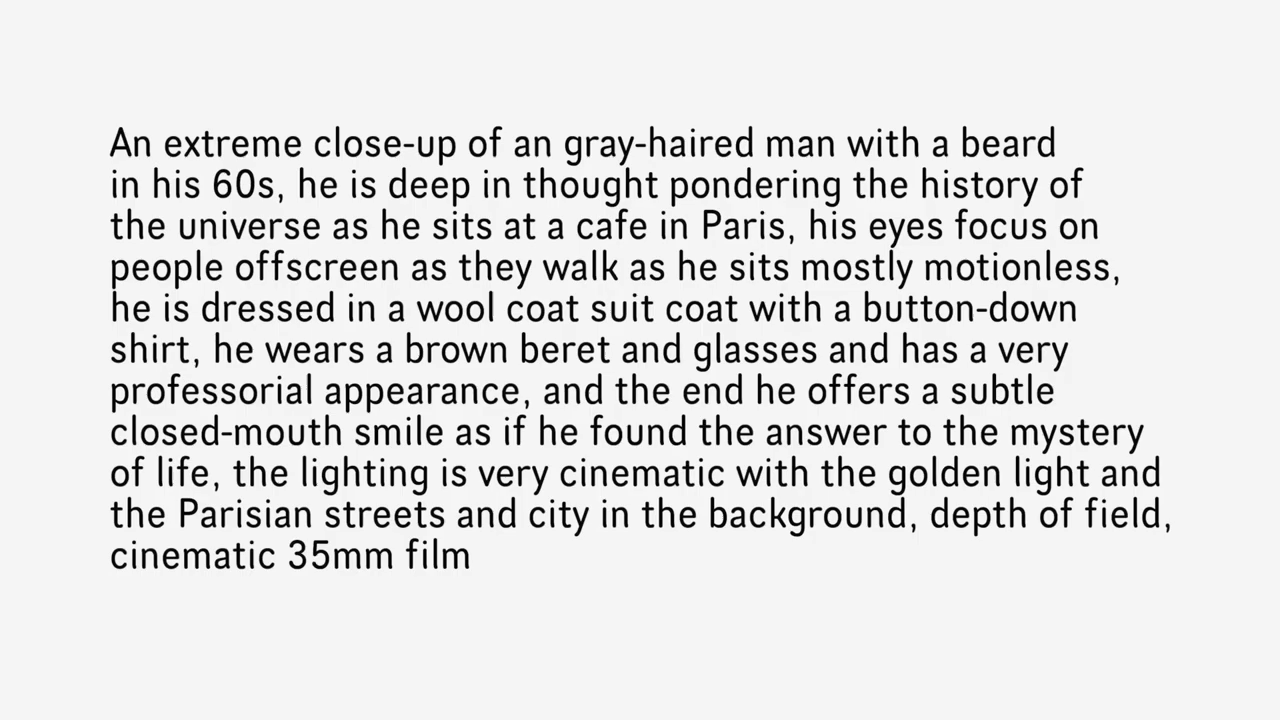 An extreme close-up of an gray-haired man with a beard
in his 60s, he is deep in thought pondering the history of
the universe as he sits at a cafe in Paris, his eyes focus on
people offscreen as they walk as he sits mostly motionless,
he is dressed in a wool coat suit coat with a button-down
shirt, he wears a brown beret and glasses and has a very
professorial appearance, and the end he offers a subtle
closed-mouth smile as if he found the answer to the mystery
of life, the lighting is very cinematic with the golden light and
the Parisian streets and city in the background, depth of field,
cinematic 35mm film